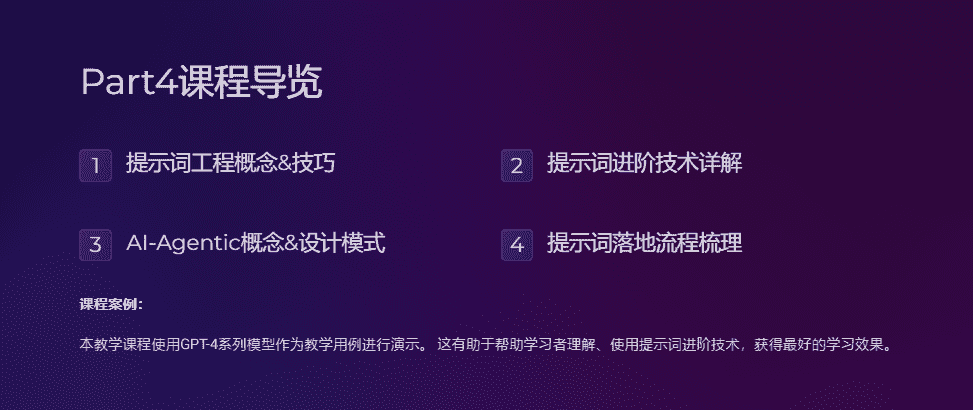 Part4课程导览
1 提示词工程概念&技巧
2 提示词进阶技术详解
3 AI-Agentic概念&设计模式
4 提示词落地流程梳理
课程案例：
本教学课程使用GPT-4系列模型作为教学用例进行演示。 这有助于帮助学习者理解、使用提示词进阶技术，获得最好的学习效果。